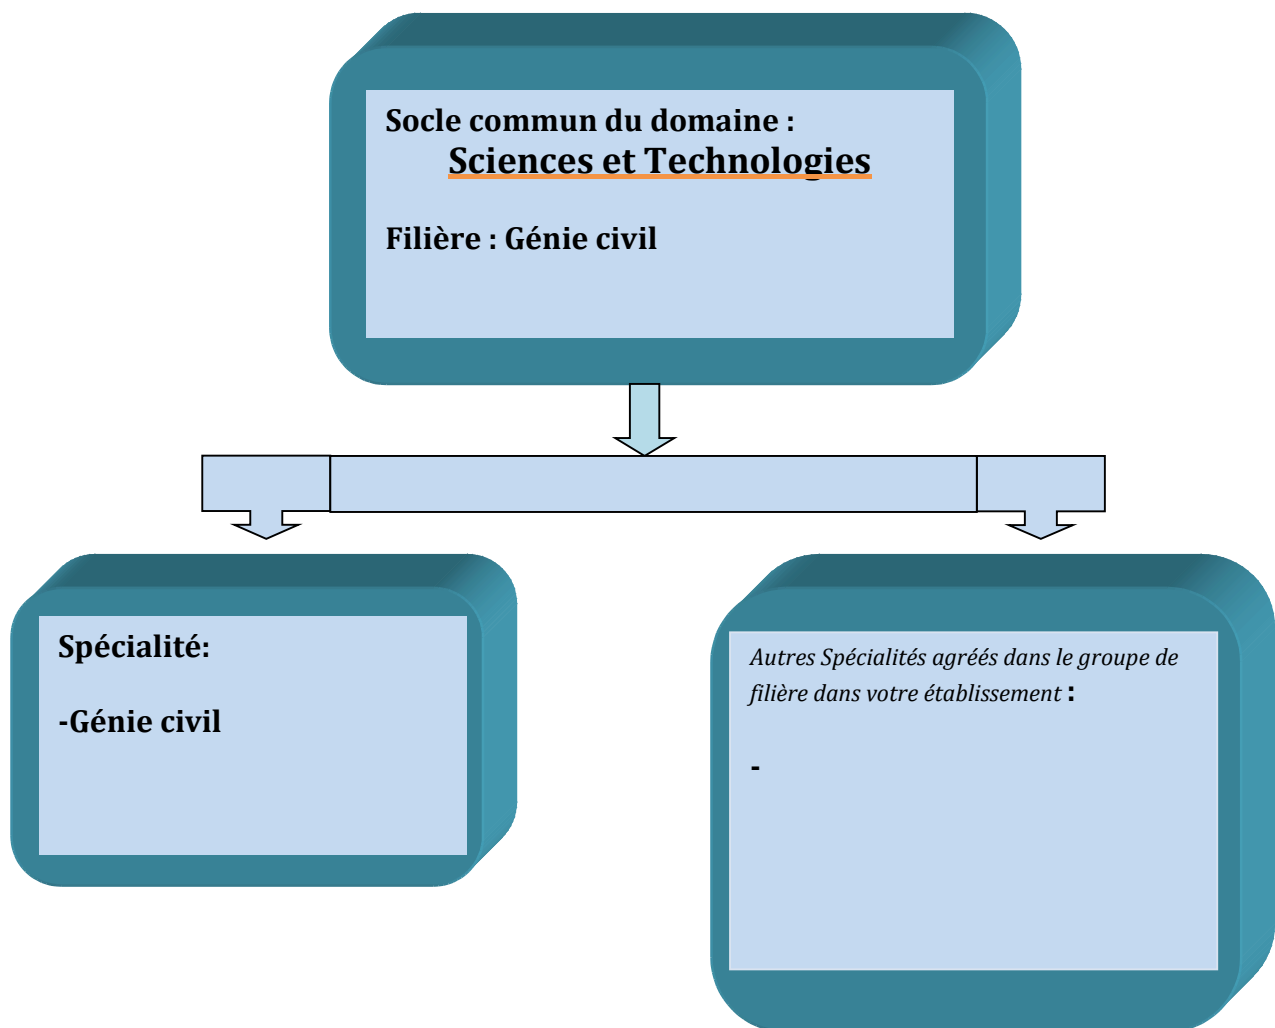 Socle commun du domaine :
Sciences et Technologies
Filière : Génie civil
Spécialité:
-Génie civil
Autres Spécialités agréés dans le groupe de
filière dans votre établissement :
-